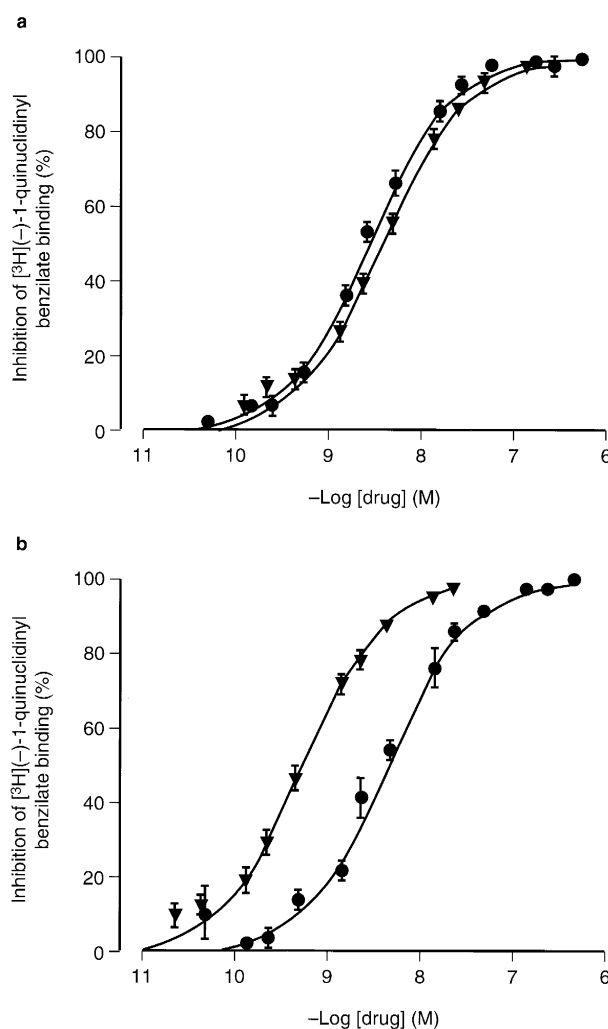 a
Inhibition of [³H](–)-1-quinuclidinyl
benzilate binding (%)
100
80
60
40
20
0
11 10 9 8 7 6
–Log [drug] (M)
b
Inhibition of [³H](–)-1-quinuclidinyl
benzilate binding (%)
100
80
60
40
20
0
11 10 9 8 7 6
–Log [drug] (M)